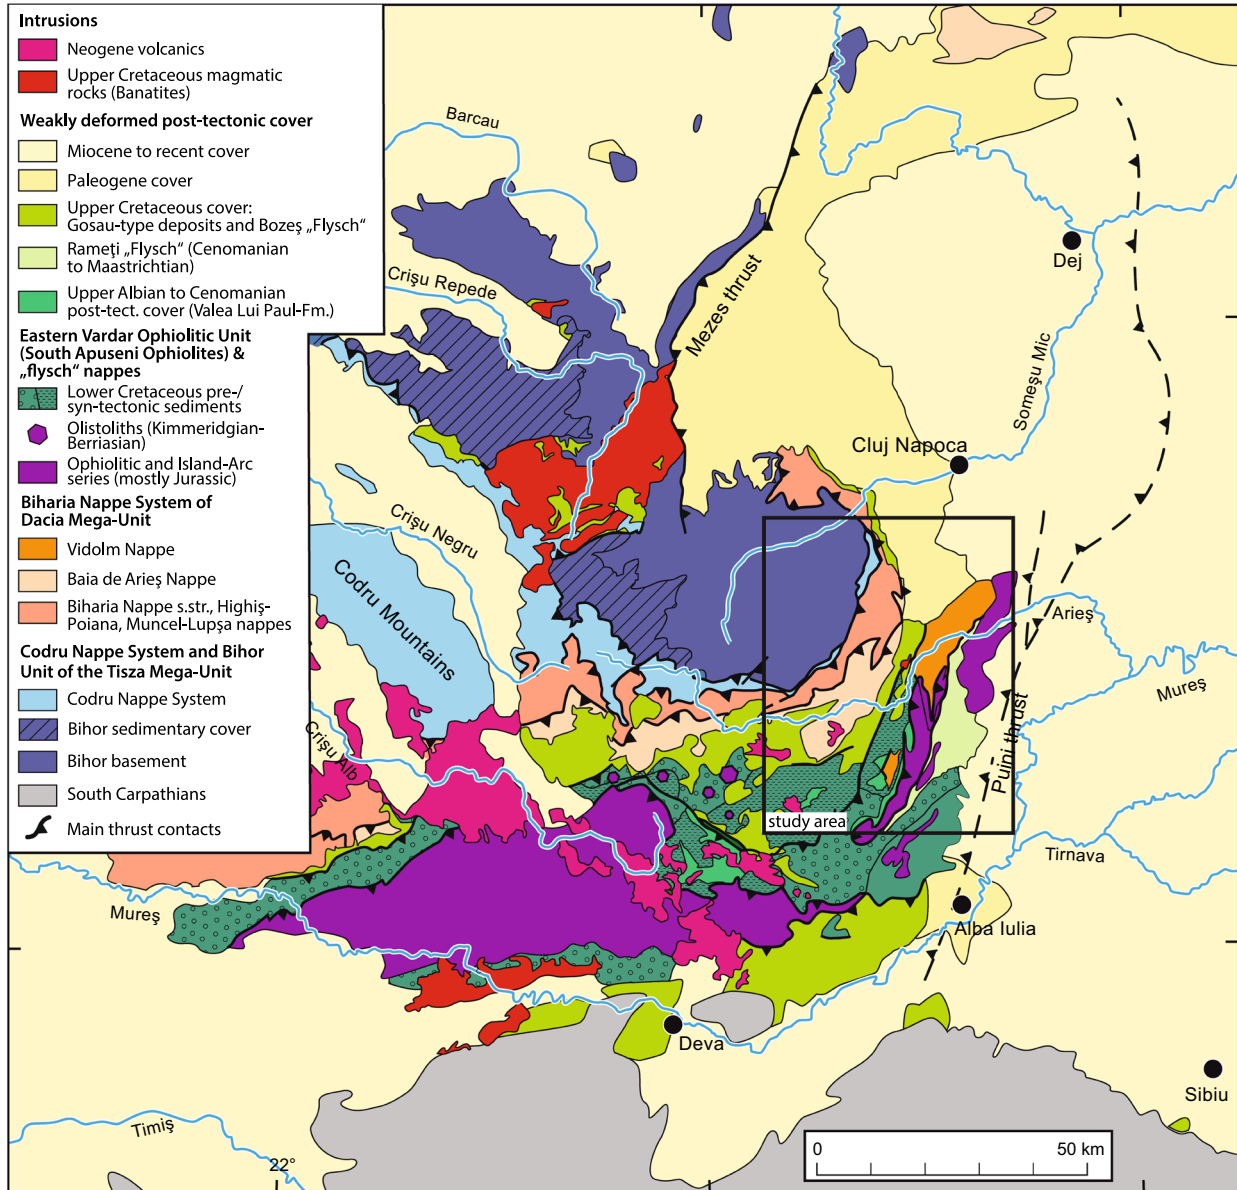 Intrusions
Neogene volcanics
Upper Cretaceous magmatic
rocks (Banatites)
Weakly deformed post-tectonic cover
Miocene to recent cover
Paleogene cover
Upper Cretaceous cover:
Gosau-type deposits and Bozeş „Flysch“
Rameţi „Flysch“ (Cenomanian
to Maastrichtian)
Upper Albian to Cenomanian
post-tect. cover (Valea Lui Paul-Fm.)
Eastern Vardar Ophiolitic Unit
(South Apuseni Ophiolites) &
„flysch“ nappes
Lower Cretaceous pre-/
syn-tectonic sediments
Olistoliths (Kimmeridgian-
Berriasian)
Ophiolitic and Island-Arc
series (mostly Jurassic)
Biharia Nappe System of
Dacia Mega-Unit
Vidolm Nappe
Baia de Arieş Nappe
Biharia Nappe s.str., Highiş-
Poiana, Muncel-Lupşa nappes
Codru Nappe System and Bihor
Unit of the Tisza Mega-Unit
Codru Nappe System
Bihor sedimentary cover
Bihor basement
South Carpathians
Main thrust contacts
Barcau
Crişu Repede
Mezes thrust
Dej
Someşu Mic
Cluj Napoca
Crişu Negru
Codru Mountains
Arieş
Mureş
Crişu Alb
Puini thrust
study area
Tirnava
Mureş
Alba Iulia
Deva
Sibiu
Timiş
22°
0
50 km